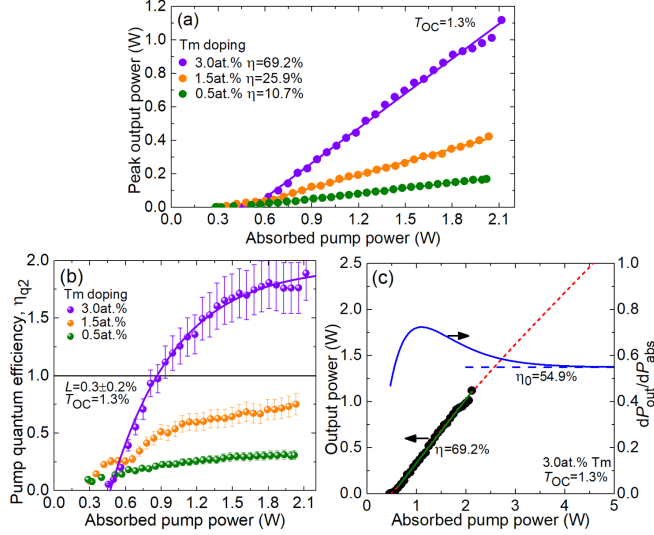 (a)
T_OC=1.3%
Tm doping
3.0at.% η=69.2%
1.5at.% η=25.9%
0.5at.% η=10.7%
Peak output power (W)
1.2
1.0
0.8
0.6
0.4
0.2
0.0
0.0 0.3 0.6 0.9 1.2 1.5 1.8 2.1
Absorbed pump power (W)
(b)
Tm doping
3.0at.%
1.5at.%
0.5at.%
L=0.3±0.2%
T_OC=1.3%
Pump quantum efficiency, η_q2
2.0
1.5
1.0
0.5
0.0
0.0 0.3 0.6 0.9 1.2 1.5 1.8 2.1
Absorbed pump power (W)
(c)
η_0=54.9%
η=69.2%
3.0at.% Tm
T_OC=1.3%
Output power (W)
2.5
2.0
1.5
1.0
0.5
0.0
dP_out/dP_abs
1.0
0.8
0.6
0.4
0.2
0.0
0 1 2 3 4 5
Absorbed pump power (W)